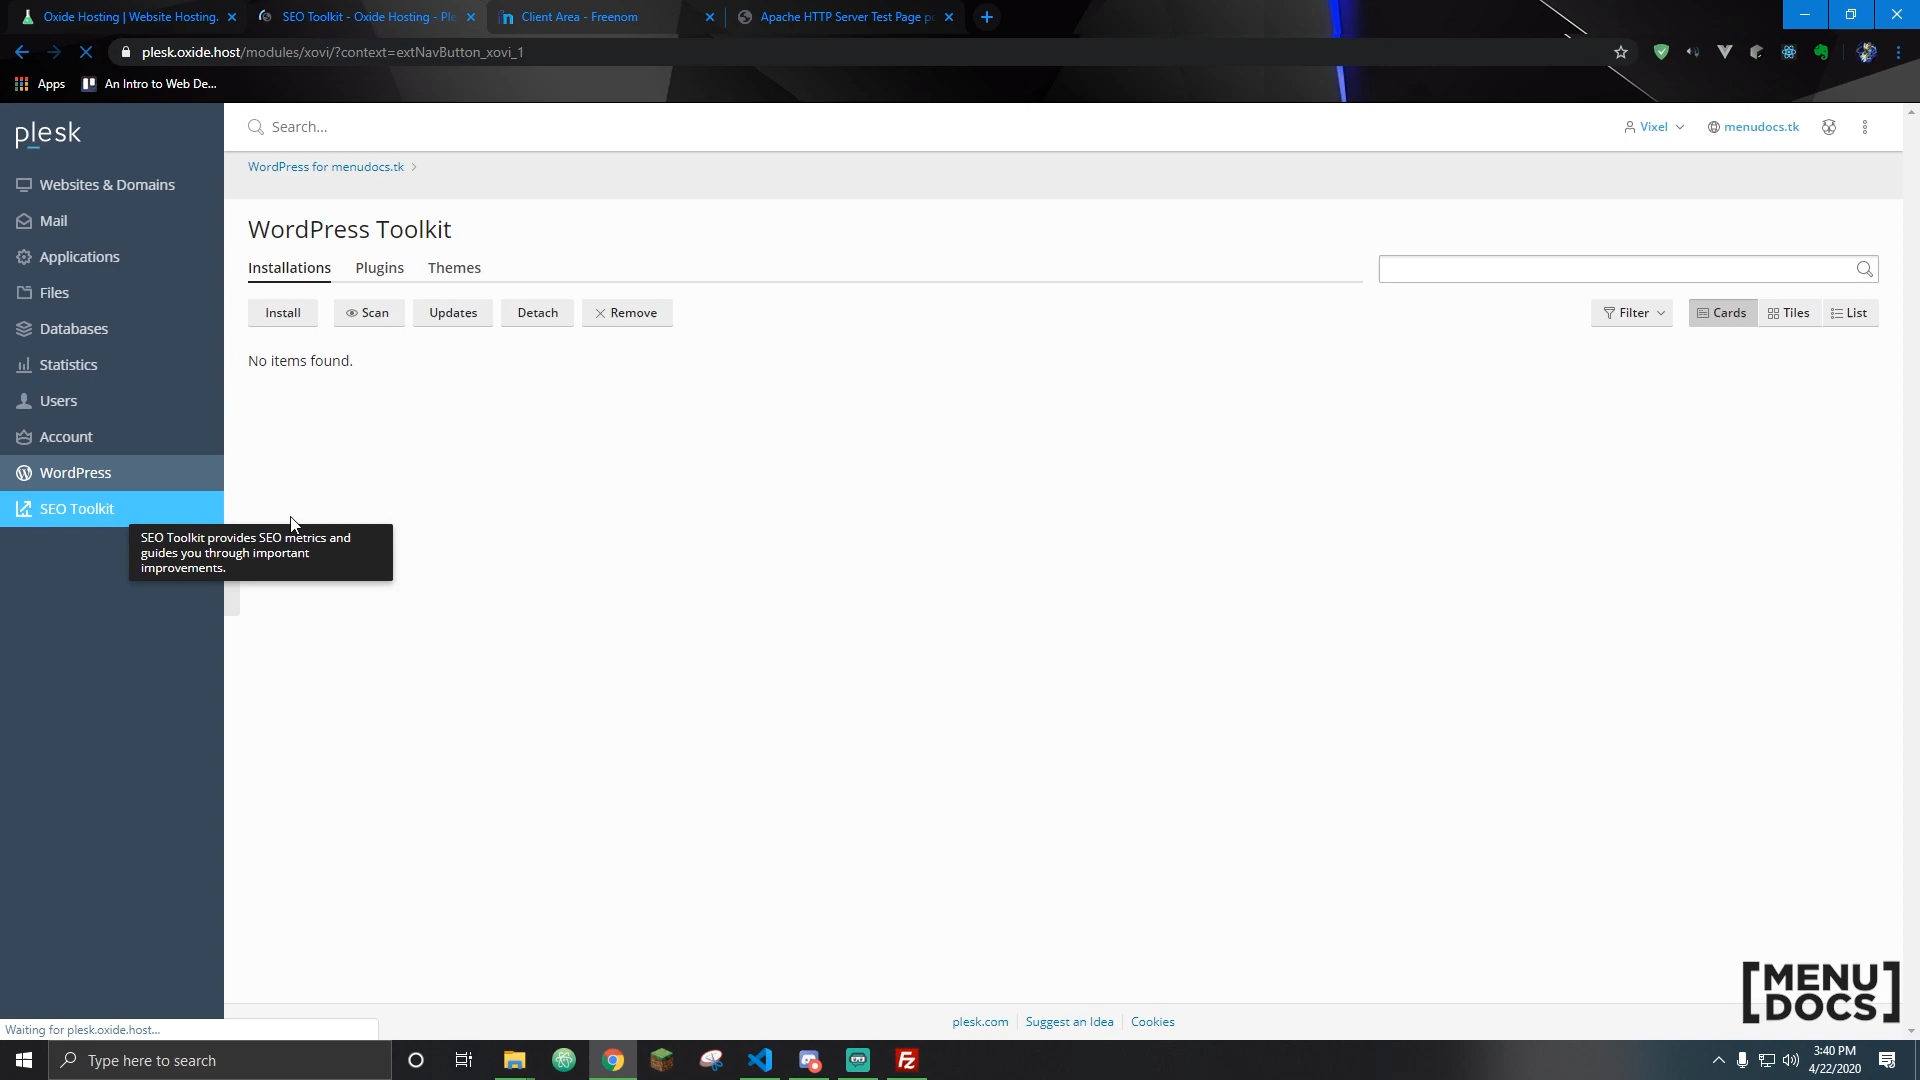 Oxide Hosting | Website Hosting.
SEO Toolkit - Oxide Hosting - Ple
Client Area - Freenom
Apache HTTP Server Test Page po
plesk.oxide.host/modules/xovi/?context=extNavButton_xovi_1
Apps
An Intro to Web De...
plesk
Search...
Vixel
menudocs.tk
WordPress for menudocs.tk
Websites & Domains
Mail
Applications
Files
Databases
Statistics
Users
Account
WordPress
SEO Toolkit
SEO Toolkit provides SEO metrics and
guides you through important
improvements.
WordPress Toolkit
Installations Plugins Themes
Install Scan Updates Detach Remove
Filter Cards Tiles List
No items found.
[MENU
DOCS]
plesk.com Suggest an Idea Cookies
Waiting for plesk.oxide.host...
Type here to search
3:40 PM
4/22/2020